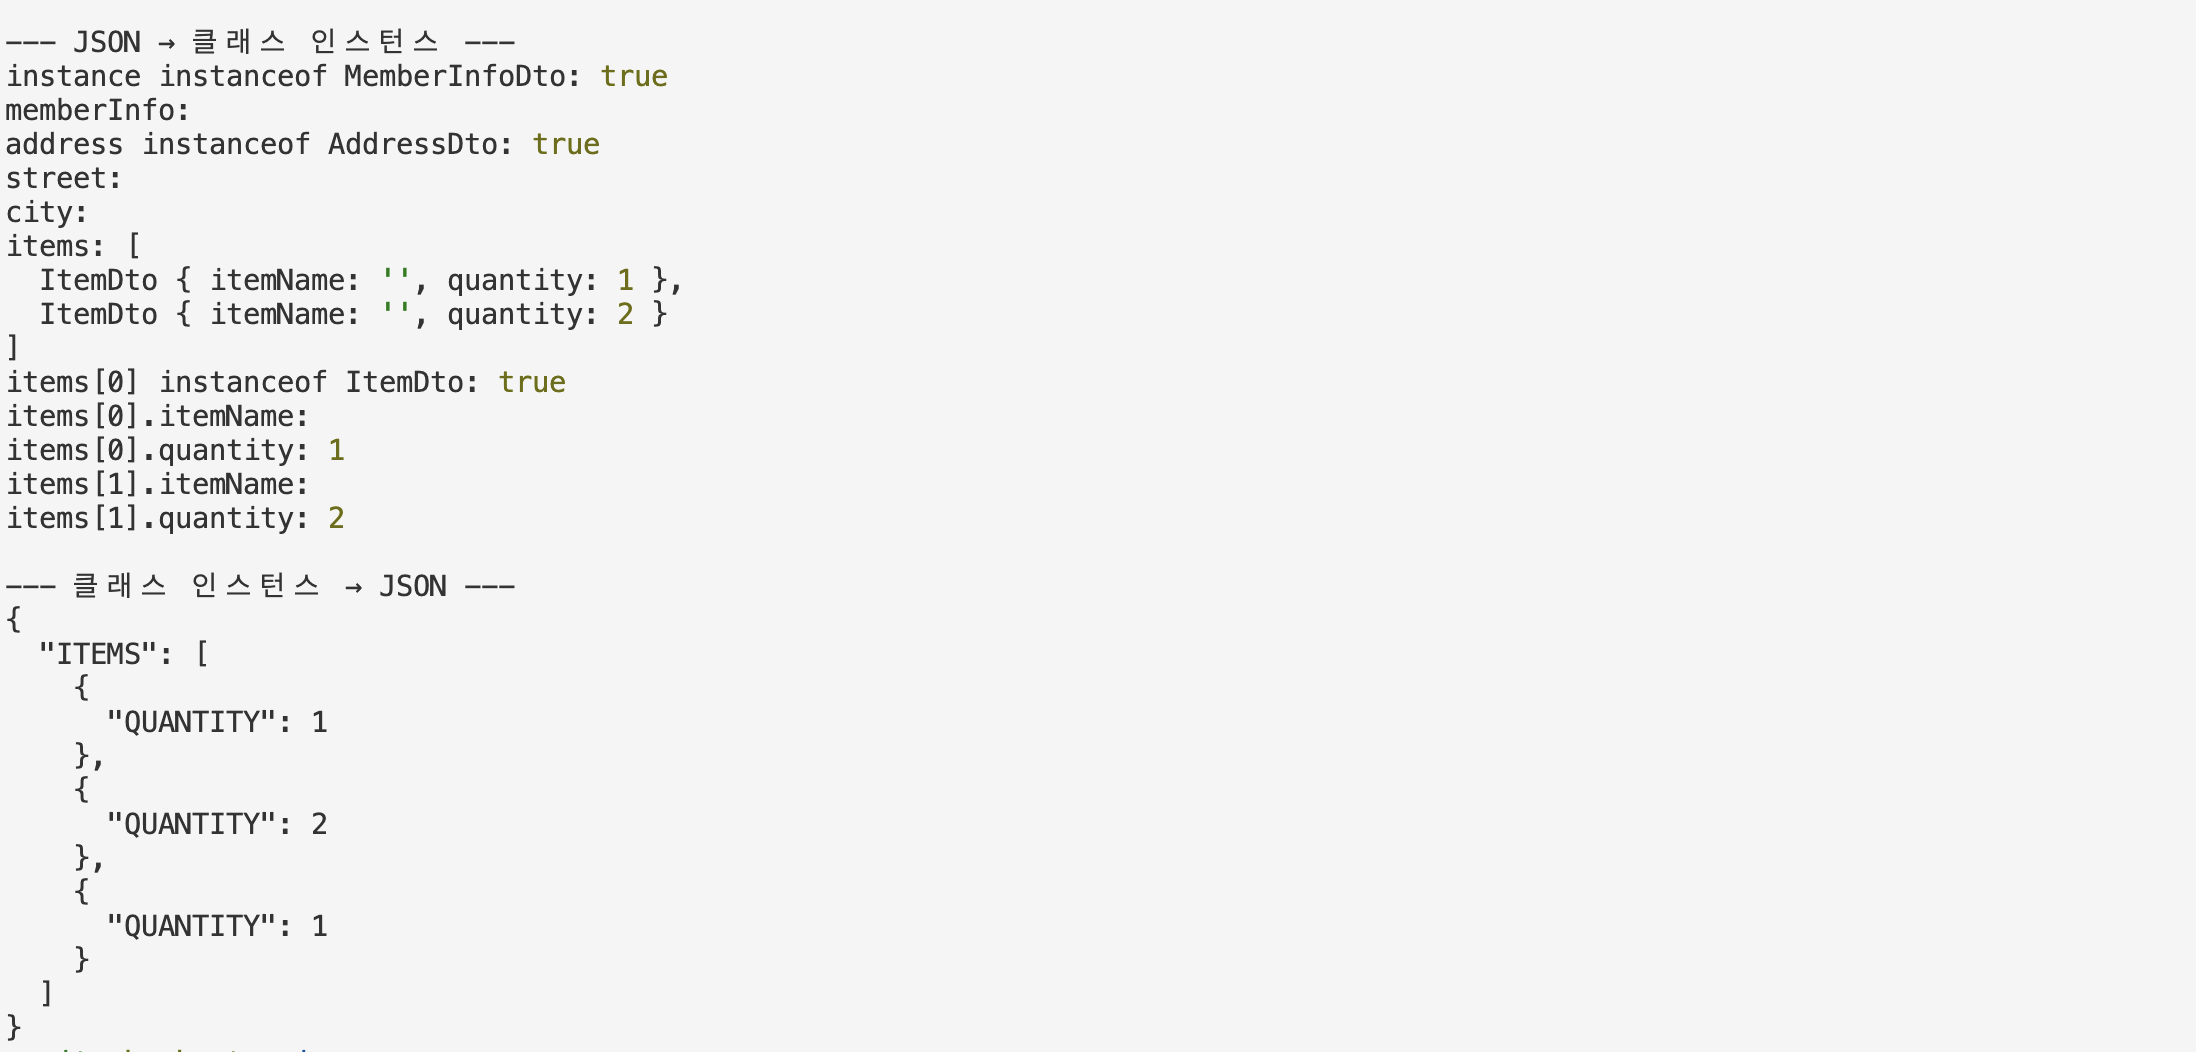 --- JSON → 클래스 인스턴스 ---
instance instanceof MemberInfoDto: true
memberInfo:
address instanceof AddressDto: true
street:
city:
items: [
  ItemDto { itemName: '', quantity: 1 },
  ItemDto { itemName: '', quantity: 2 }
]
items[0] instanceof ItemDto: true
items[0].itemName:
items[0].quantity: 1
items[1].itemName:
items[1].quantity: 2

--- 클래스 인스턴스 → JSON ---
{
  "ITEMS": [
    {
      "QUANTITY": 1
    },
    {
      "QUANTITY": 2
    },
    {
      "QUANTITY": 1
    }
  ]
}